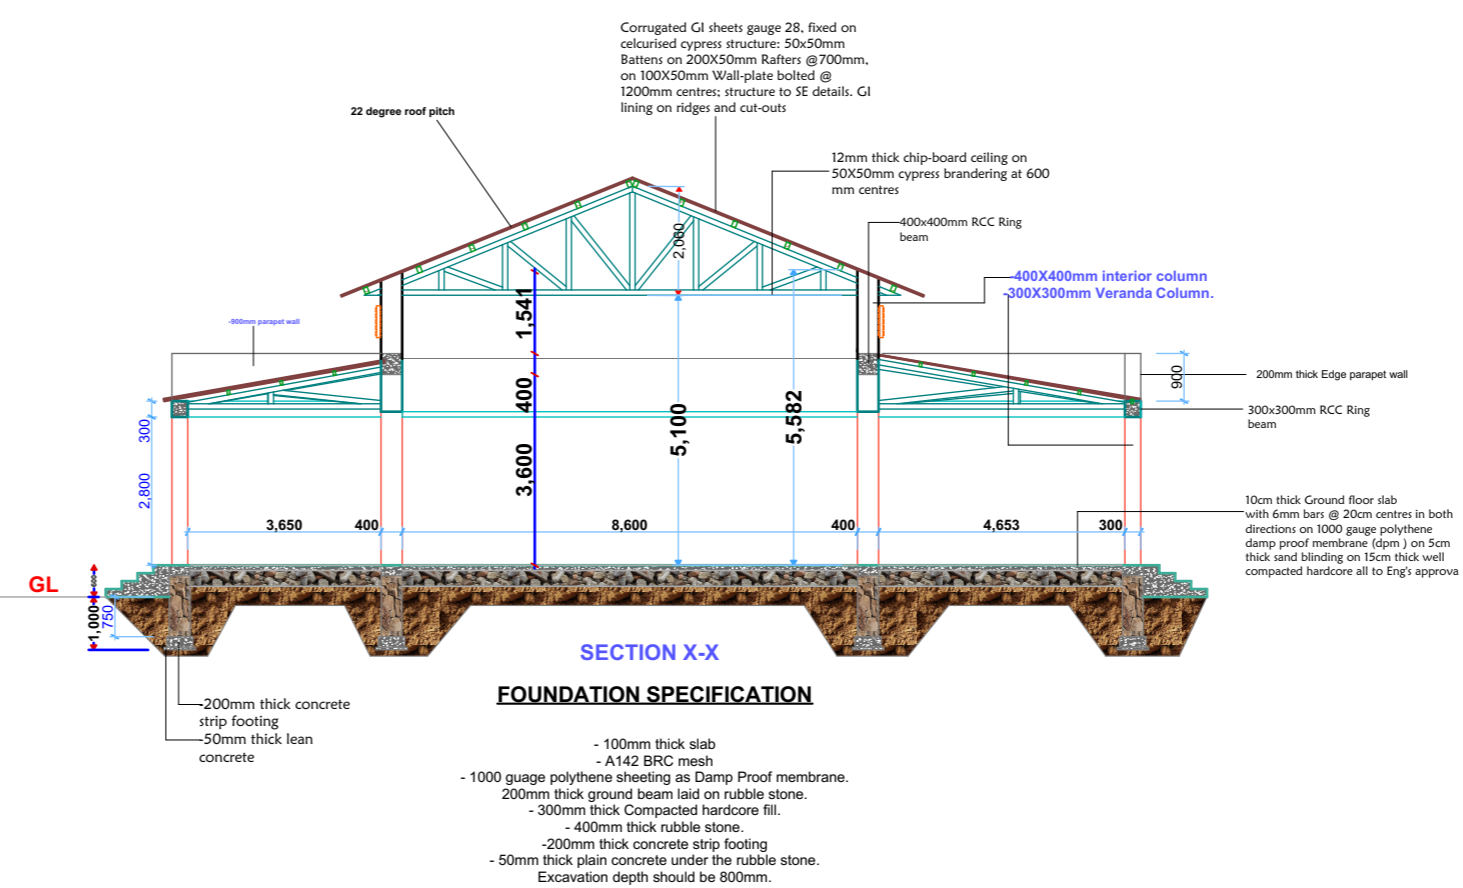 Corrugated GI sheets gauge 28, fixed on
celcurised cypress structure: 50x50mm
Battens on 200X50mm Rafters @700mm,
on 100X50mm Wall-plate bolted @
1200mm centres; structure to SE details. GI
lining on ridges and cut-outs
22 degree roof pitch
12mm thick chip-board ceiling on
50X50mm cypress brandering at 600
mm centres
400x400mm RCC Ring
beam
2,060
-400X400mm interior column
-300X300mm Veranda Column.
1,541
-900mm parapet wall
900
200mm thick Edge parapet wall
300x300mm RCC Ring
beam
300
400
5,100
5,582
3,600
2,800
10cm thick Ground floor slab
with 6mm bars @ 20cm centres in both
directions on 1000 gauge polythene
damp proof membrane (dpm ) on 5cm
thick sand blinding on 15cm thick well
compacted hardcore all to Eng's approva
3,650
400
8,600
400
4,653
300
GL
1,000
750
SECTION X-X
FOUNDATION SPECIFICATION
-200mm thick concrete
strip footing
-50mm thick lean
concrete
- 100mm thick slab
- A142 BRC mesh
- 1000 guage polythene sheeting as Damp Proof membrane.
200mm thick ground beam laid on rubble stone.
- 300mm thick Compacted hardcore fill.
- 400mm thick rubble stone.
-200mm thick concrete strip footing
- 50mm thick plain concrete under the rubble stone.
Excavation depth should be 800mm.